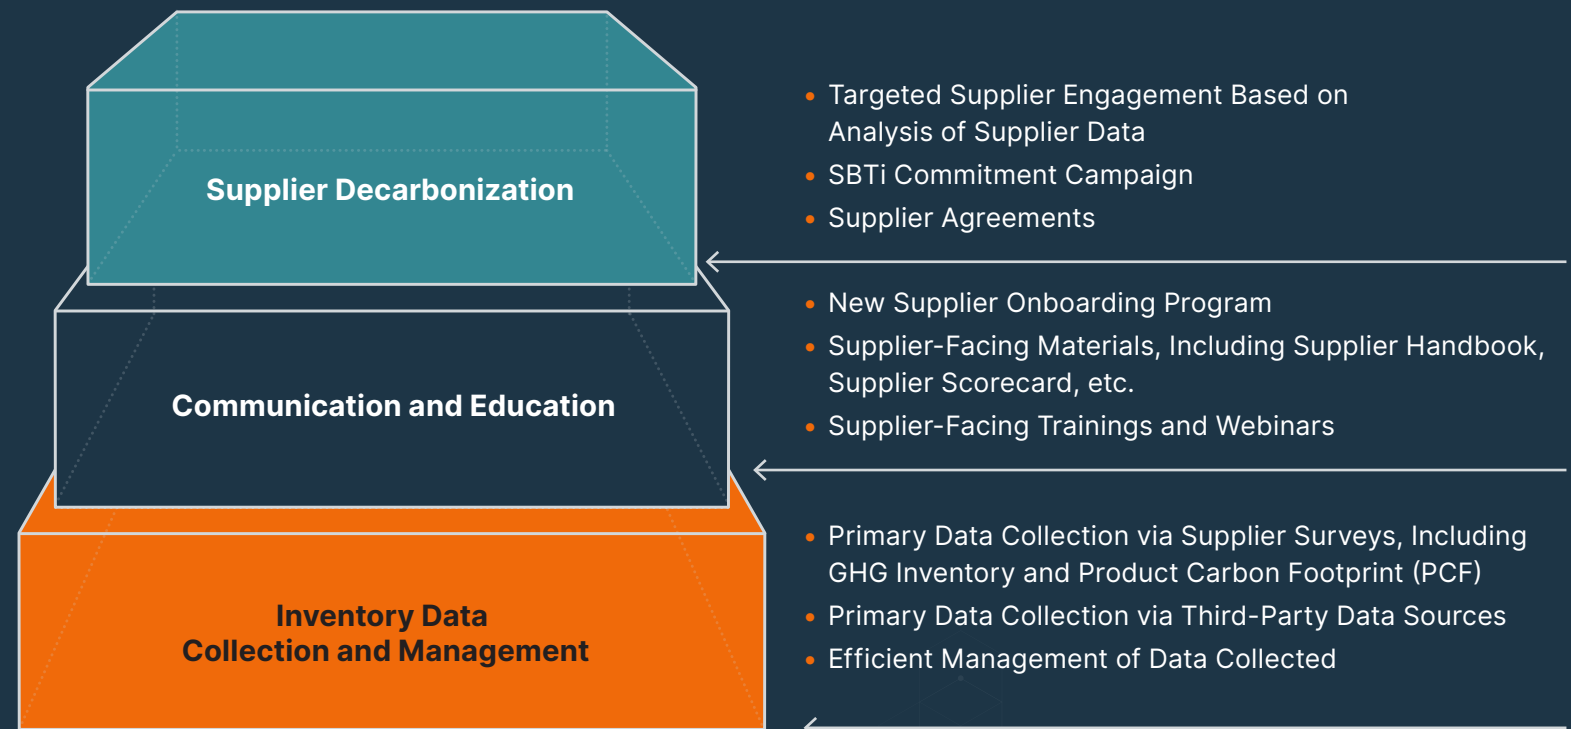 Supplier Decarbonization
• Targeted Supplier Engagement Based on
Analysis of Supplier Data
• SBTi Commitment Campaign
• Supplier Agreements
Communication and Education
• New Supplier Onboarding Program
• Supplier-Facing Materials, Including Supplier Handbook,
Supplier Scorecard, etc.
• Supplier-Facing Trainings and Webinars
Inventory Data
Collection and Management
• Primary Data Collection via Supplier Surveys, Including
GHG Inventory and Product Carbon Footprint (PCF)
• Primary Data Collection via Third-Party Data Sources
• Efficient Management of Data Collected